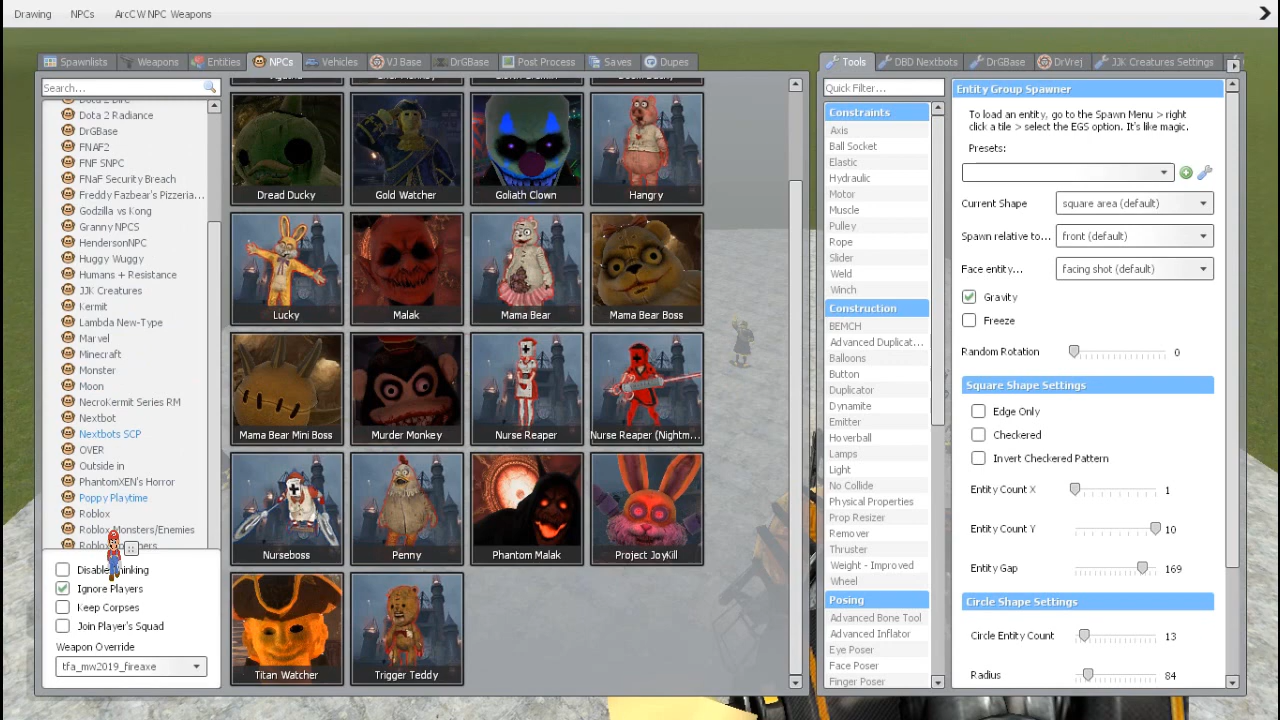 Drawing NPCs ArcCW NPC Weapons
Spawnlists Weapons Entities NPCs Vehicles VJ Base DrGBase Post Process Saves Dupes
Search...
Dota 2 Dire
Dota 2 Radiance
DrGBase
FNAF2
FNF SNPC
FNaF Security Breach
Freddy Fazbear's Pizzeria...
Godzilla vs Kong
Granny NPCS
HendersonNPC
Huggy Wuggy
Humans + Resistance
JJK Creatures
Kermit
Lambda New-Type
Marvel
Minecraft
Monster
Moon
NecroKermit Series RM
Nextbot
Nextbots SCP
OVER
Outside in
PhantomXEN's Horror
Poppy Playtime
Roblox
Roblox Monsters/Enemies
Disable Thinking
Ignore Players
Keep Corpses
Join Player's Squad
Weapon Override
tfa_mw2019_fireaxe
Dread Ducky Gold Watcher Goliath Clown Hangry
Lucky Malak Mama Bear Mama Bear Boss
Mama Bear Mini Boss Murder Monkey Nurse Reaper Nurse Reaper (Nightm...
Nurseboss Penny Phantom Malak Project JoyKill
Titan Watcher Trigger Teddy
Tools DBD Nextbots DrGBase DrVrej JJK Creatures Settings
Quick Filter...
Constraints
Axis
Ball Socket
Elastic
Hydraulic
Motor
Muscle
Pulley
Rope
Slider
Weld
Winch
Construction
BEMCH
Advanced Duplicat...
Balloons
Button
Duplicator
Dynamite
Emitter
Hoverball
Lamps
Light
No Collide
Physical Properties
Prop Resizer
Remover
Thruster
Weight - Improved
Wheel
Posing
Advanced Bone Tool
Advanced Inflator
Eye Poser
Face Poser
Finger Poser
Entity Group Spawner
To load an entity, go to the Spawn Menu > right
click a tile > select the EGS option. It's like magic.
Presets:
Current Shape square area (default)
Spawn relative to... front (default)
Face entity... facing shot (default)
Gravity
Freeze
Random Rotation 0
Square Shape Settings
Edge Only
Checkered
Invert Checkered Pattern
Entity Count X 1
Entity Count Y 10
Entity Gap 169
Circle Shape Settings
Circle Entity Count 13
Radius 84